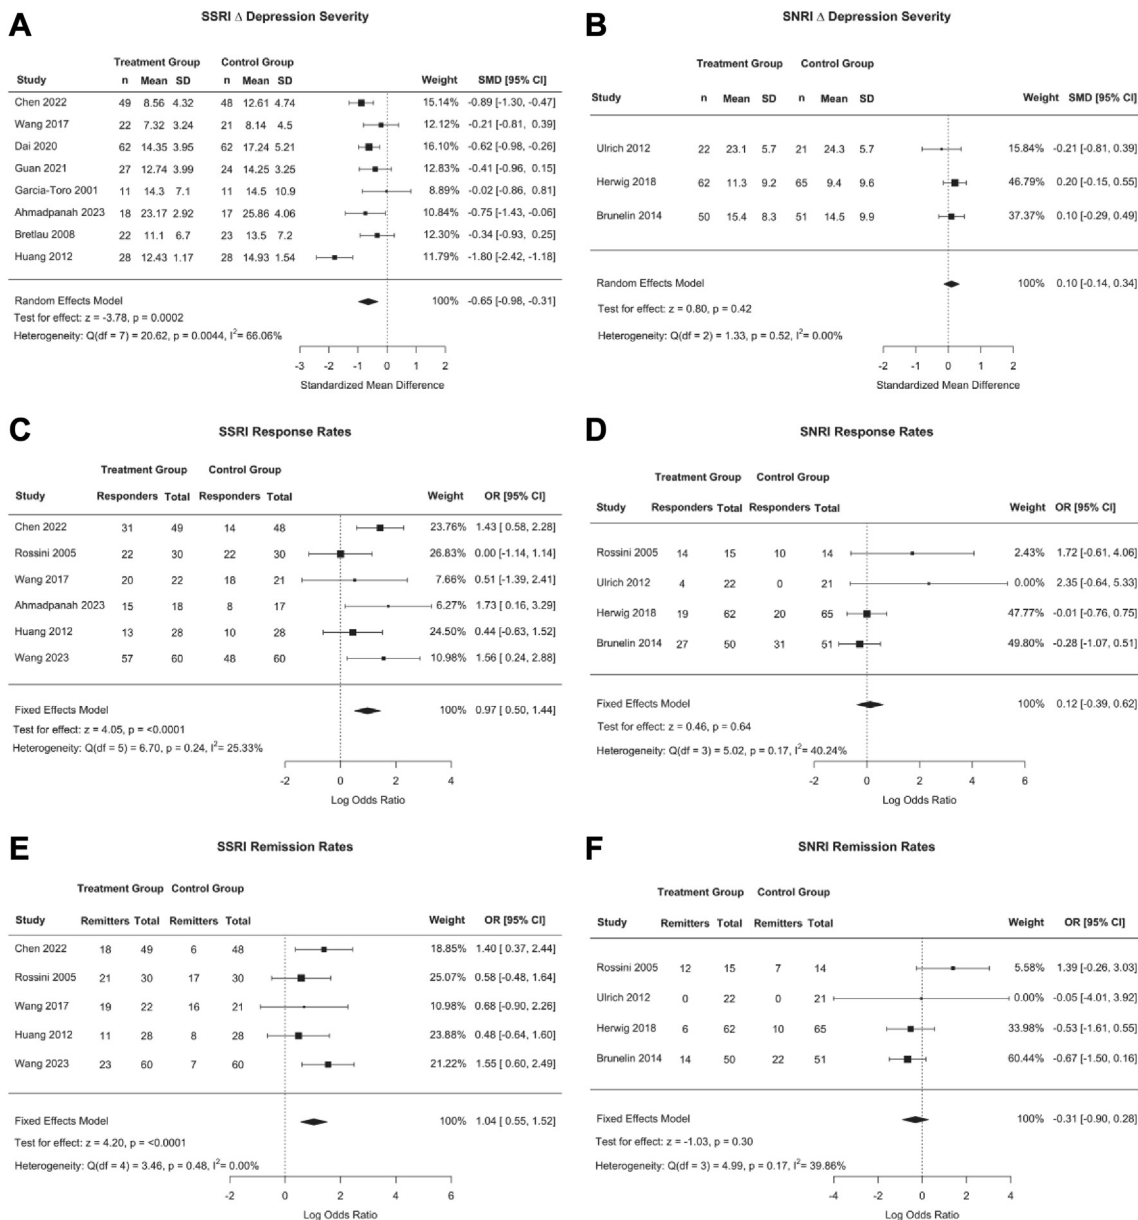 A
SSRI Δ Depression Severity
Treatment Group Control Group
Study n Mean SD n Mean SD Weight SMD [95% CI]
Chen 2022 49 8.56 4.32 48 12.61 4.74 15.14% -0.89 [-1.30, -0.47]
Wang 2017 22 7.32 3.24 21 8.14 4.5 12.12% -0.21 [-0.81, 0.39]
Dai 2020 62 14.35 3.95 62 17.24 5.21 16.10% -0.62 [-0.98, -0.26]
Guan 2021 27 12.74 3.99 24 14.25 3.25 12.83% -0.41 [-0.96, 0.15]
Garcia-Toro 2001 11 14.3 7.1 11 14.5 10.9 8.89% -0.02 [-0.86, 0.81]
Ahmadpanah 2023 18 23.17 2.92 17 25.86 4.06 10.84% -0.75 [-1.43, -0.06]
Bretlau 2008 22 11.1 6.7 23 13.5 7.2 12.30% -0.34 [-0.93, 0.25]
Huang 2012 28 12.43 1.17 28 14.93 1.54 11.79% -1.80 [-2.42, -1.18]
Random Effects Model 100% -0.65 [-0.98, -0.31]
Test for effect: z = -3.78, p = 0.0002
Heterogeneity: Q(df = 7) = 20.62, p = 0.0044, I²= 66.06%
-3 -2 -1 0 1 2
Standardized Mean Difference
B
SNRI Δ Depression Severity
Treatment Group Control Group
Study n Mean SD n Mean SD Weight SMD [95% CI]
Ulrich 2012 22 23.1 5.7 21 24.3 5.7 15.84% -0.21 [-0.81, 0.39]
Herwig 2018 62 11.3 9.2 65 9.4 9.6 46.79% 0.20 [-0.15, 0.55]
Brunelin 2014 50 15.4 8.3 51 14.5 9.9 37.37% 0.10 [-0.29, 0.49]
Random Effects Model 100% 0.10 [-0.14, 0.34]
Test for effect: z = 0.80, p = 0.42
Heterogeneity: Q(df = 2) = 1.33, p = 0.52, I²= 0.00%
-2 -1 0 1 2
Standardized Mean Difference
C
SSRI Response Rates
Treatment Group Control Group
Study Responders Total Responders Total Weight OR [95% CI]
Chen 2022 31 49 14 48 23.76% 1.43 [ 0.58, 2.28]
Rossini 2005 22 30 22 30 26.83% 0.00 [-1.14, 1.14]
Wang 2017 20 22 18 21 7.66% 0.51 [-1.39, 2.41]
Ahmadpanah 2023 15 18 8 17 6.27% 1.73 [ 0.16, 3.29]
Huang 2012 13 28 10 28 24.50% 0.44 [-0.63, 1.52]
Wang 2023 57 60 48 60 10.98% 1.56 [ 0.24, 2.88]
Fixed Effects Model 100% 0.97 [ 0.50, 1.44]
Test for effect: z = 4.05, p = <0.0001
Heterogeneity: Q(df = 5) = 6.70, p = 0.24, I²= 25.33%
-2 0 2 4
Log Odds Ratio
D
SNRI Response Rates
Treatment Group Control Group
Study Responders Total Responders Total Weight OR [95% CI]
Rossini 2005 14 15 10 14 2.43% 1.72 [-0.61, 4.06]
Ulrich 2012 4 22 0 21 0.00% 2.35 [-0.64, 5.33]
Herwig 2018 19 62 20 65 47.77% -0.01 [-0.76, 0.75]
Brunelin 2014 27 50 31 51 49.80% -0.28 [-1.07, 0.51]
Fixed Effects Model 100% 0.12 [-0.39, 0.62]
Test for effect: z = 0.46, p = 0.64
Heterogeneity: Q(df = 3) = 5.02, p = 0.17, I²= 40.24%
-2 0 2 4 6
Log Odds Ratio
E
SSRI Remission Rates
Treatment Group Control Group
Study Remitters Total Remitters Total Weight OR [95% CI]
Chen 2022 18 49 6 48 18.85% 1.40 [ 0.37, 2.44]
Rossini 2005 21 30 17 30 25.07% 0.58 [-0.48, 1.64]
Wang 2017 19 22 16 21 10.98% 0.68 [-0.90, 2.26]
Huang 2012 11 28 8 28 23.88% 0.48 [-0.64, 1.60]
Wang 2023 23 60 7 60 21.22% 1.55 [ 0.60, 2.49]
Fixed Effects Model 100% 1.04 [ 0.55, 1.52]
Test for effect: z = 4.20, p = <0.0001
Heterogeneity: Q(df = 4) = 3.46, p = 0.48, I²= 0.00%
-2 0 2 4 6
Log Odds Ratio
F
SNRI Remission Rates
Treatment Group Control Group
Study Remitters Total Remitters Total Weight OR [95% CI]
Rossini 2005 12 15 7 14 5.58% 1.39 [-0.26, 3.03]
Ulrich 2012 0 22 0 21 0.00% -0.05 [-4.01, 3.92]
Herwig 2018 6 62 10 65 33.98% -0.53 [-1.61, 0.55]
Brunelin 2014 14 50 22 51 60.44% -0.67 [-1.50, 0.16]
Fixed Effects Model 100% -0.31 [-0.90, 0.28]
Test for effect: z = -1.03, p = 0.30
Heterogeneity: Q(df = 3) = 4.99, p = 0.17, I²= 39.86%
-4 -2 0 2 4
Log Odds Ratio